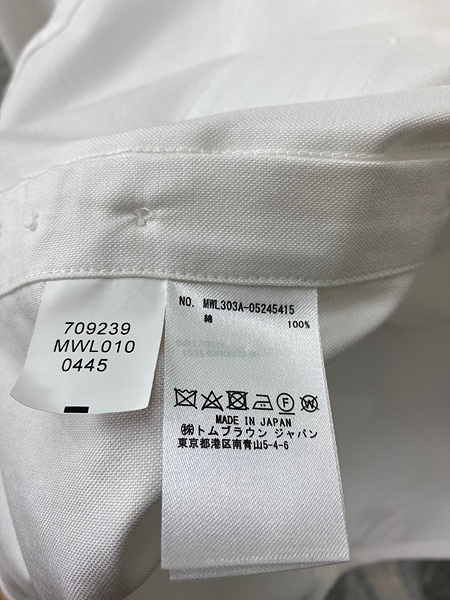 709239
MWL010
0445
NO. MWL303A-05245415
綿 100%
MADE IN JAPAN
㈱トムブラウン ジャパン
東京都港区南青山5-4-6